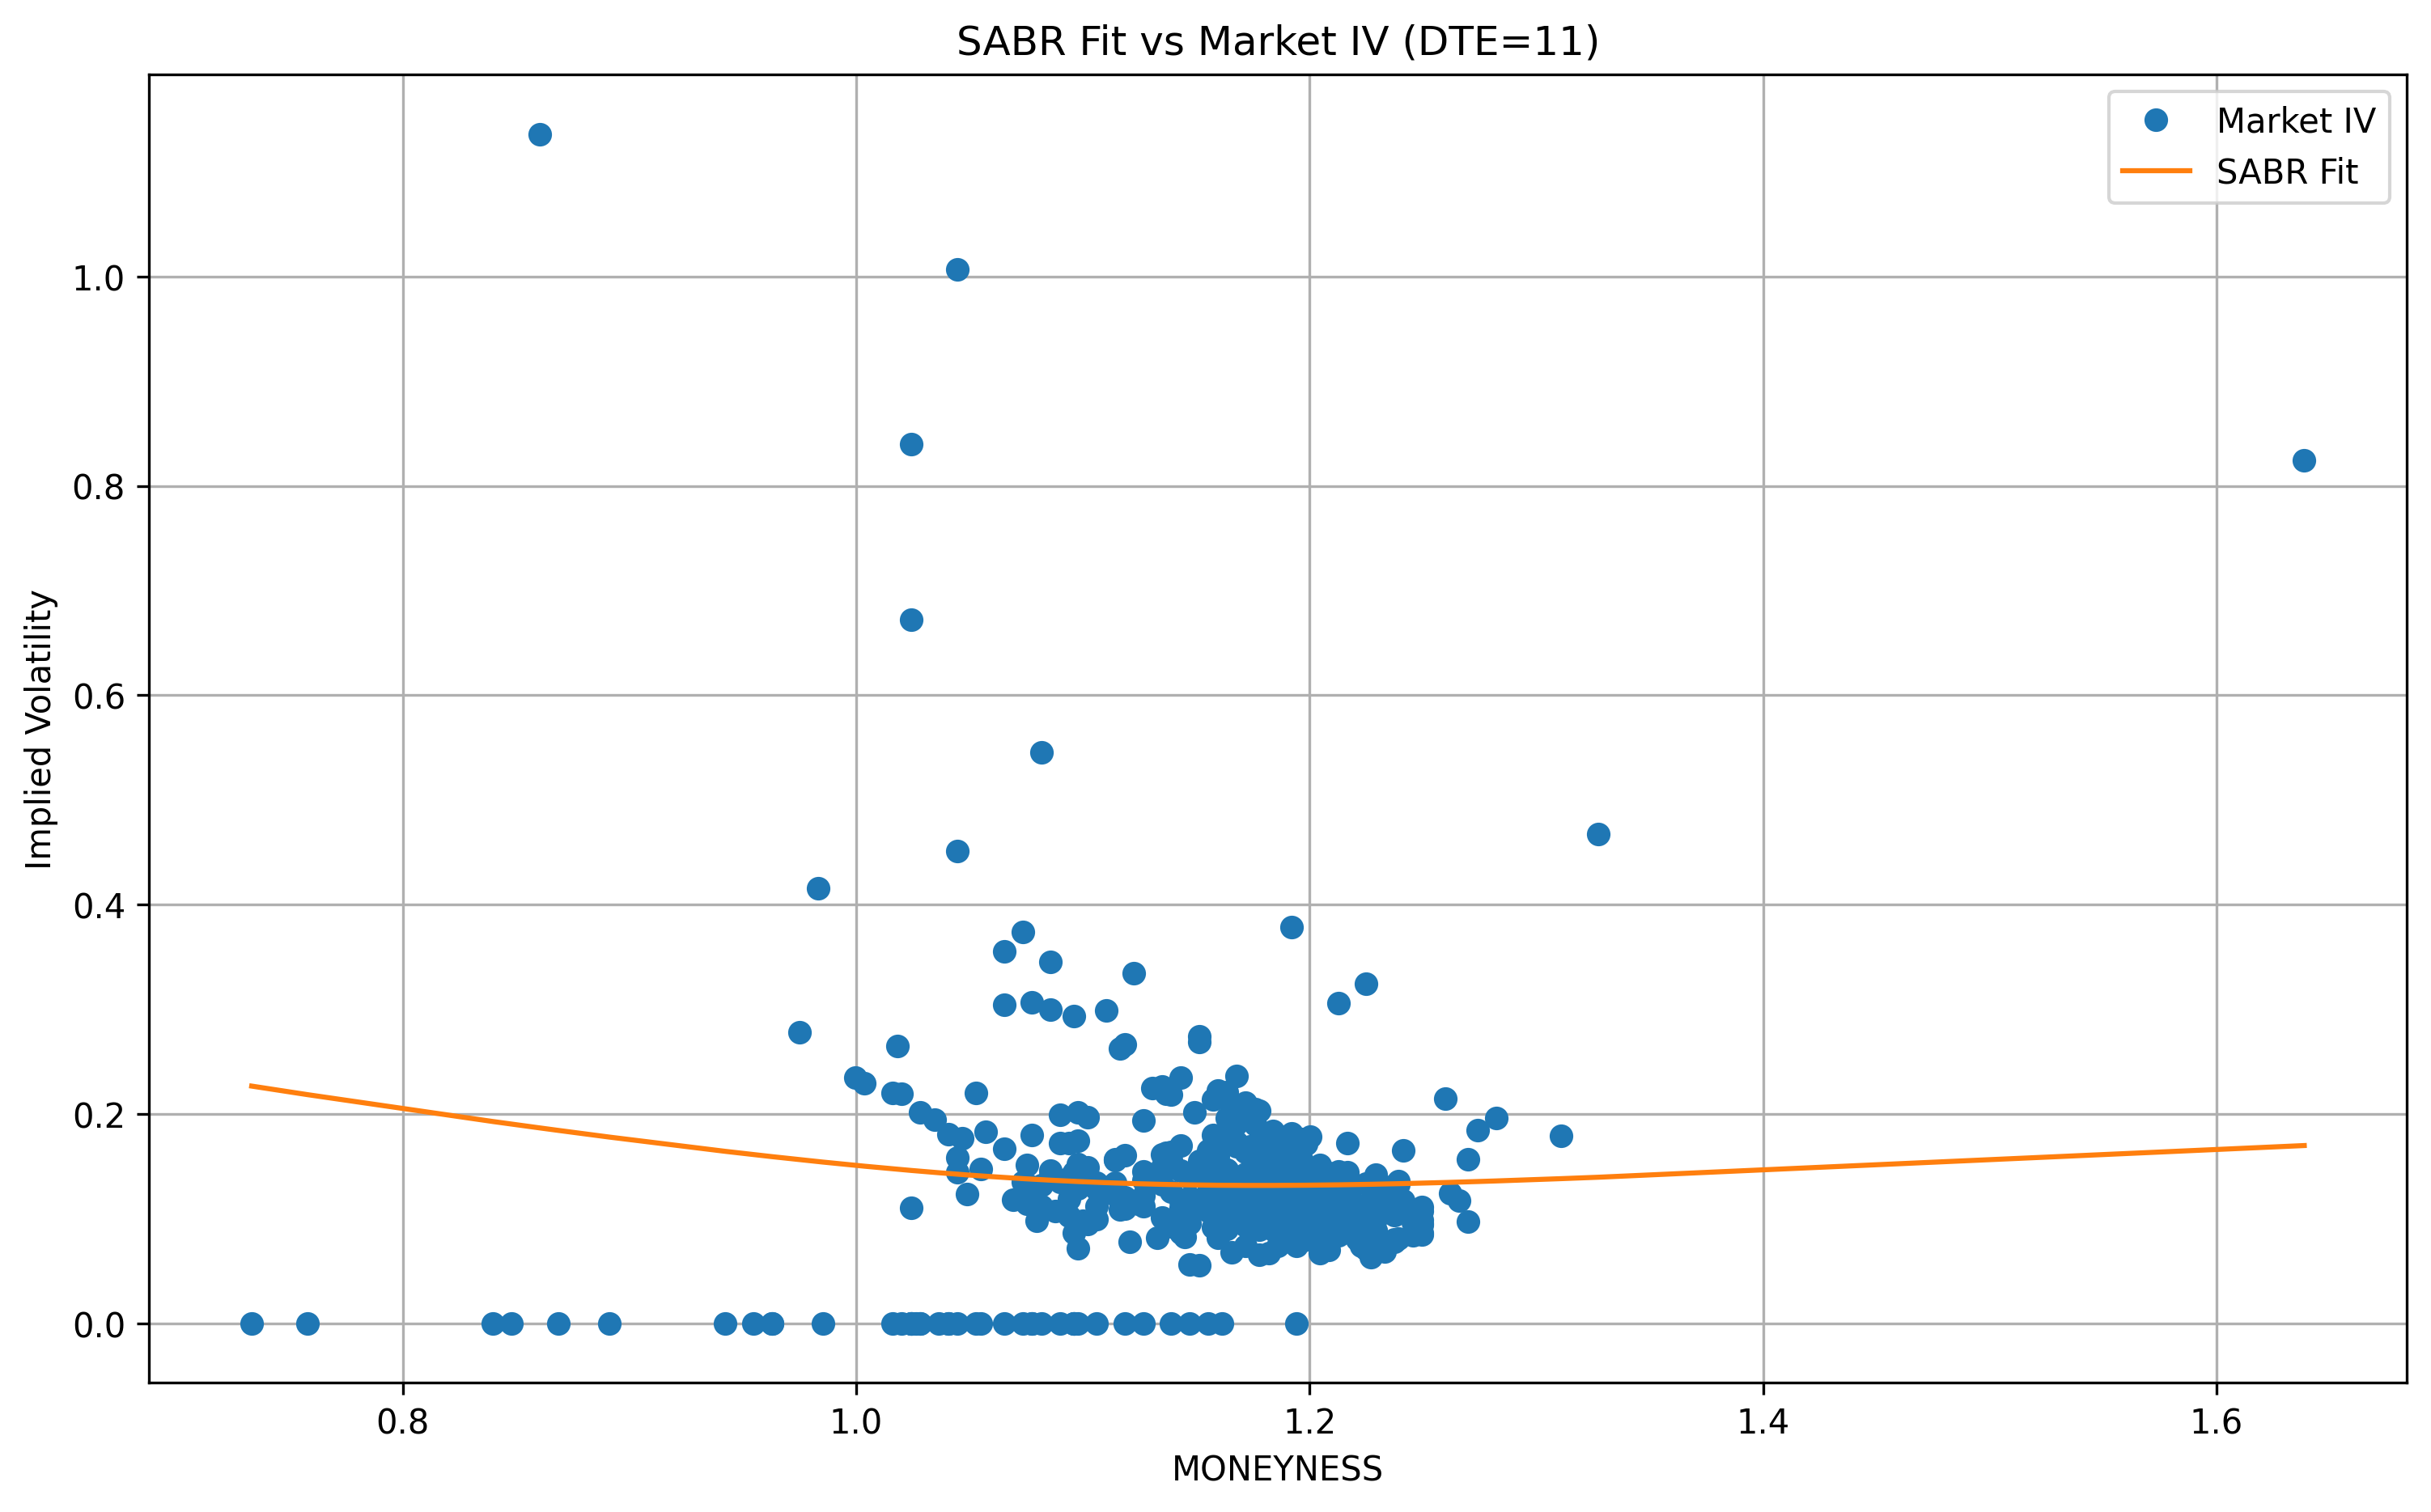 SABR Fit vs Market IV (DTE=11)
Market IV
SABR Fit
Implied Volatility
1.0
0.8
0.6
0.4
0.2
0.0
0.8 1.0 1.2 1.4 1.6
MONEYNESS